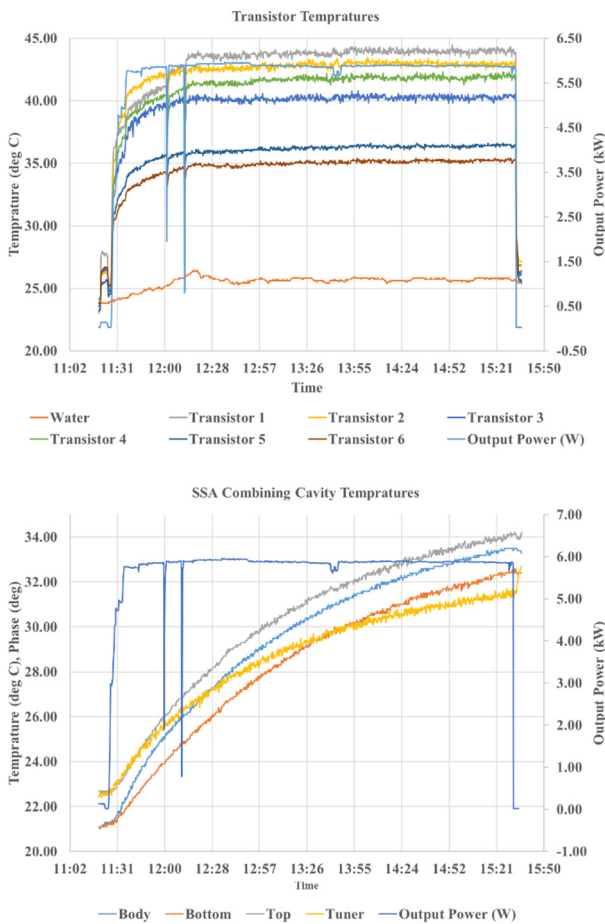 Transistor Tempratures
45.00
40.00
35.00
30.00
25.00
20.00
Temprature (deg C)
6.50
5.50
4.50
3.50
2.50
1.50
0.50
-0.50
Output Power (kW)
11:02 11:31 12:00 12:28 12:57 13:26 13:55 14:24 14:52 15:21 15:50
Time
Water Transistor 1 Transistor 2 Transistor 3
Transistor 4 Transistor 5 Transistor 6 Output Power (W)
SSA Combining Cavity Tempratures
34.00
32.00
30.00
28.00
26.00
24.00
22.00
20.00
Temprature (deg C), Phase (deg)
7.00
6.00
5.00
4.00
3.00
2.00
1.00
0.00
-1.00
Output Power (kW)
11:02 11:31 12:00 12:28 12:57 13:26 13:55 14:24 14:52 15:21 15:50
Time
Body Bottom Top Tuner Output Power (W)